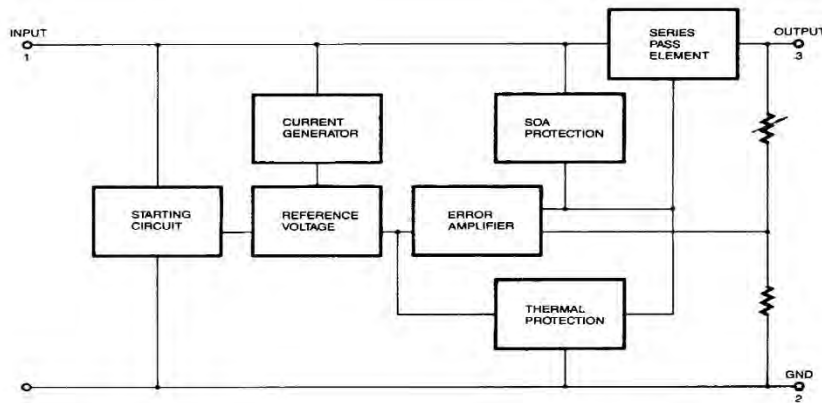 INPUT
1
SERIES
PASS
ELEMENT
OUTPUT
3
CURRENT
GENERATOR
SOA
PROTECTION
STARTING
CIRCUIT
REFERENCE
VOLTAGE
ERROR
AMPLIFIER
THERMAL
PROTECTION
GND
2